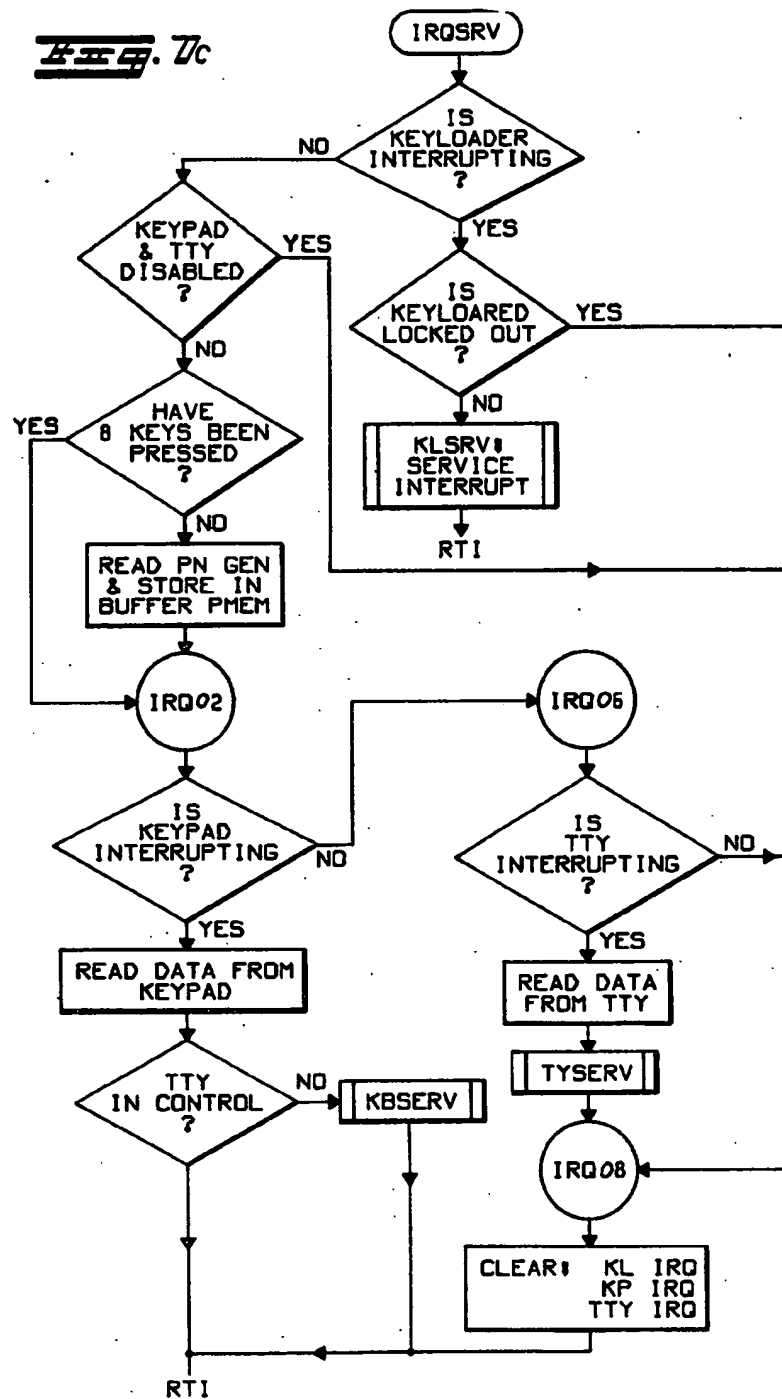 Fig. 7c
IRQSRV
IS
KEYLOADER
INTERRUPTING
?
NO
YES
KEYPAD
& TTY
DISABLED
?
YES
NO
IS
KEYLOARED
LOCKED OUT
?
YES
NO
HAVE
8 KEYS BEEN
PRESSED
?
YES
NO
KLSRV:
SERVICE
INTERRUPT
RTI
READ PN GEN
& STORE IN
BUFFER PMEM
IRQ02
IRQ06
IS
KEYPAD
INTERRUPTING
?
NO
YES
IS
TTY
INTERRUPTING
?
NO
YES
READ DATA FROM
KEYPAD
READ DATA
FROM TTY
TTY
IN CONTROL
?
NO
KBSERV
TYSERV
IRQ08
CLEAR: KL IRQ
KP IRQ
TTY IRQ
RTI